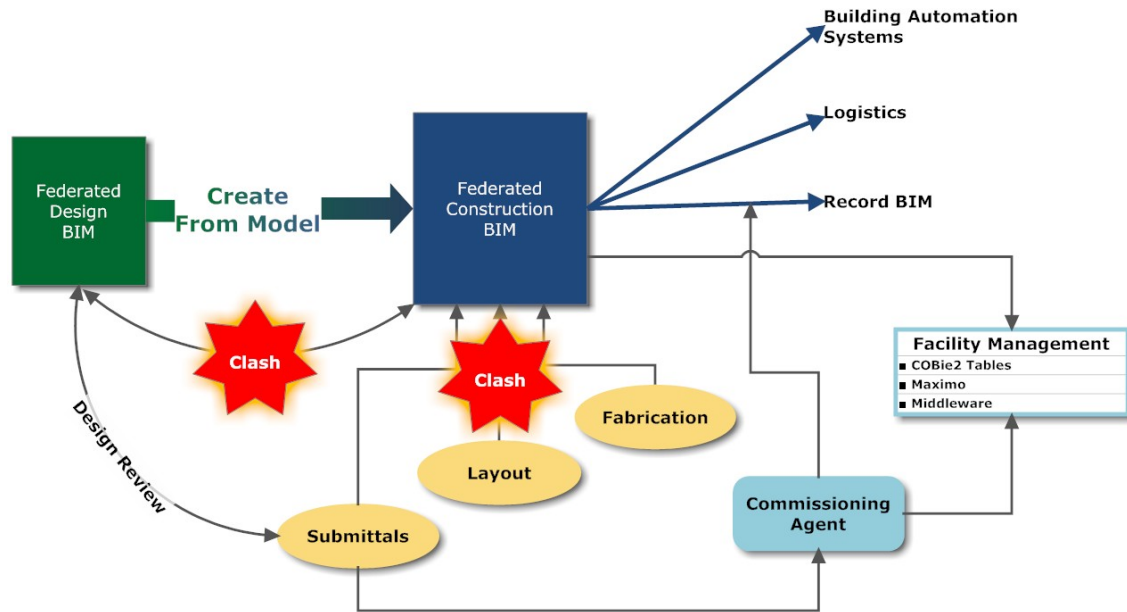 Building Automation
Systems
Logistics
Record BIM
Federated
Design
BIM
Create
From Model
Federated
Construction
BIM
Clash
Clash
Facility Management
COBie2 Tables
Maximo
Middleware
Design Review
Fabrication
Layout
Submittals
Commissioning
Agent